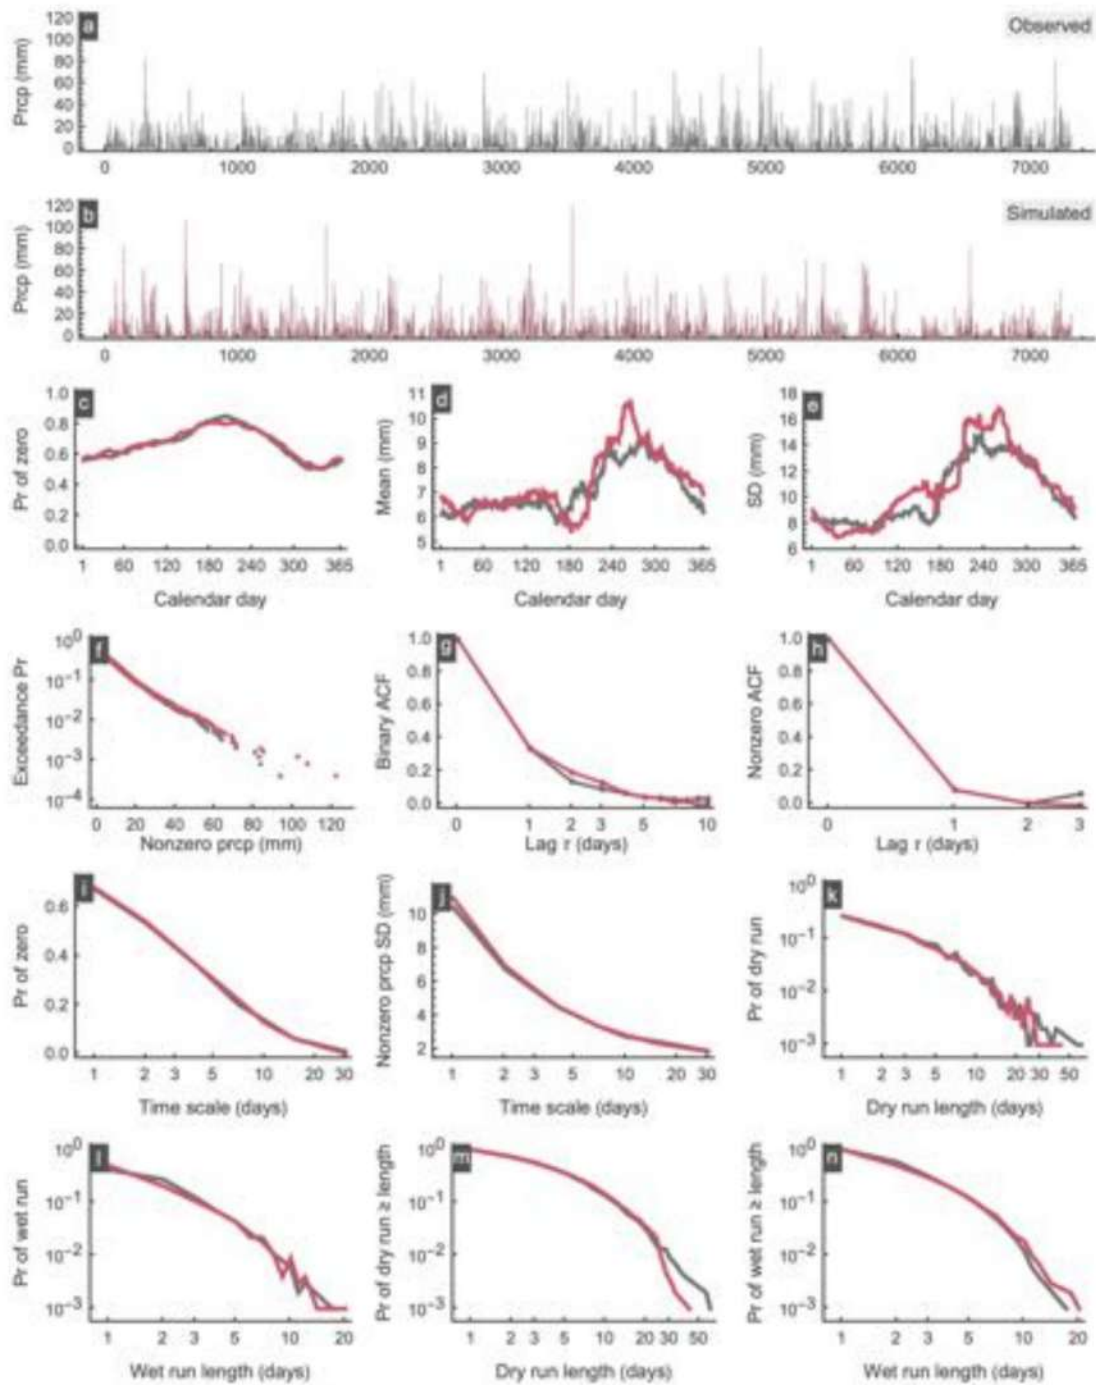 120
100
80
60
40
20
0
Prcp (mm)
a
Observed
0 1000 2000 3000 4000 5000 6000 7000
120
100
80
60
40
20
0
Prcp (mm)
b
Simulated
0 1000 2000 3000 4000 5000 6000 7000
1.0
0.8
0.6
0.4
0.2
0.0
Pr of zero
c
1 60 120 180 240 300 365
Calendar day
11
10
9
8
7
6
5
Mean (mm)
d
1 60 120 180 240 300 365
Calendar day
18
16
14
12
10
8
6
SD (mm)
e
1 60 120 180 240 300 365
Calendar day
10^0
10^-1
10^-2
10^-3
10^-4
Exceedance Pr
f
0 20 40 60 80 100 120
Nonzero prcp (mm)
1.0
0.8
0.6
0.4
0.2
0.0
Binary ACF
g
0 1 2 3 5 10
Lag τ (days)
1.0
0.8
0.6
0.4
0.2
0.0
Nonzero ACF
h
0 1 2 3
Lag τ (days)
0.6
0.4
0.2
0.0
Pr of zero
i
1 2 3 5 10 20 30
Time scale (days)
10
8
6
4
2
Nonzero prcp SD (mm)
j
1 2 3 5 10 20 30
Time scale (days)
10^0
10^-1
10^-2
10^-3
Pr of dry run
k
1 2 3 5 10 20 30 50
Dry run length (days)
10^0
10^-1
10^-2
10^-3
Pr of wet run
l
1 2 3 5 10 20
Wet run length (days)
10^0
10^-1
10^-2
10^-3
Pr of dry run ≥ length
m
1 2 3 5 10 20 30 50
Dry run length (days)
10^0
10^-1
10^-2
10^-3
Pr of wet run ≥ length
n
1 2 3 5 10 20
Wet run length (days)